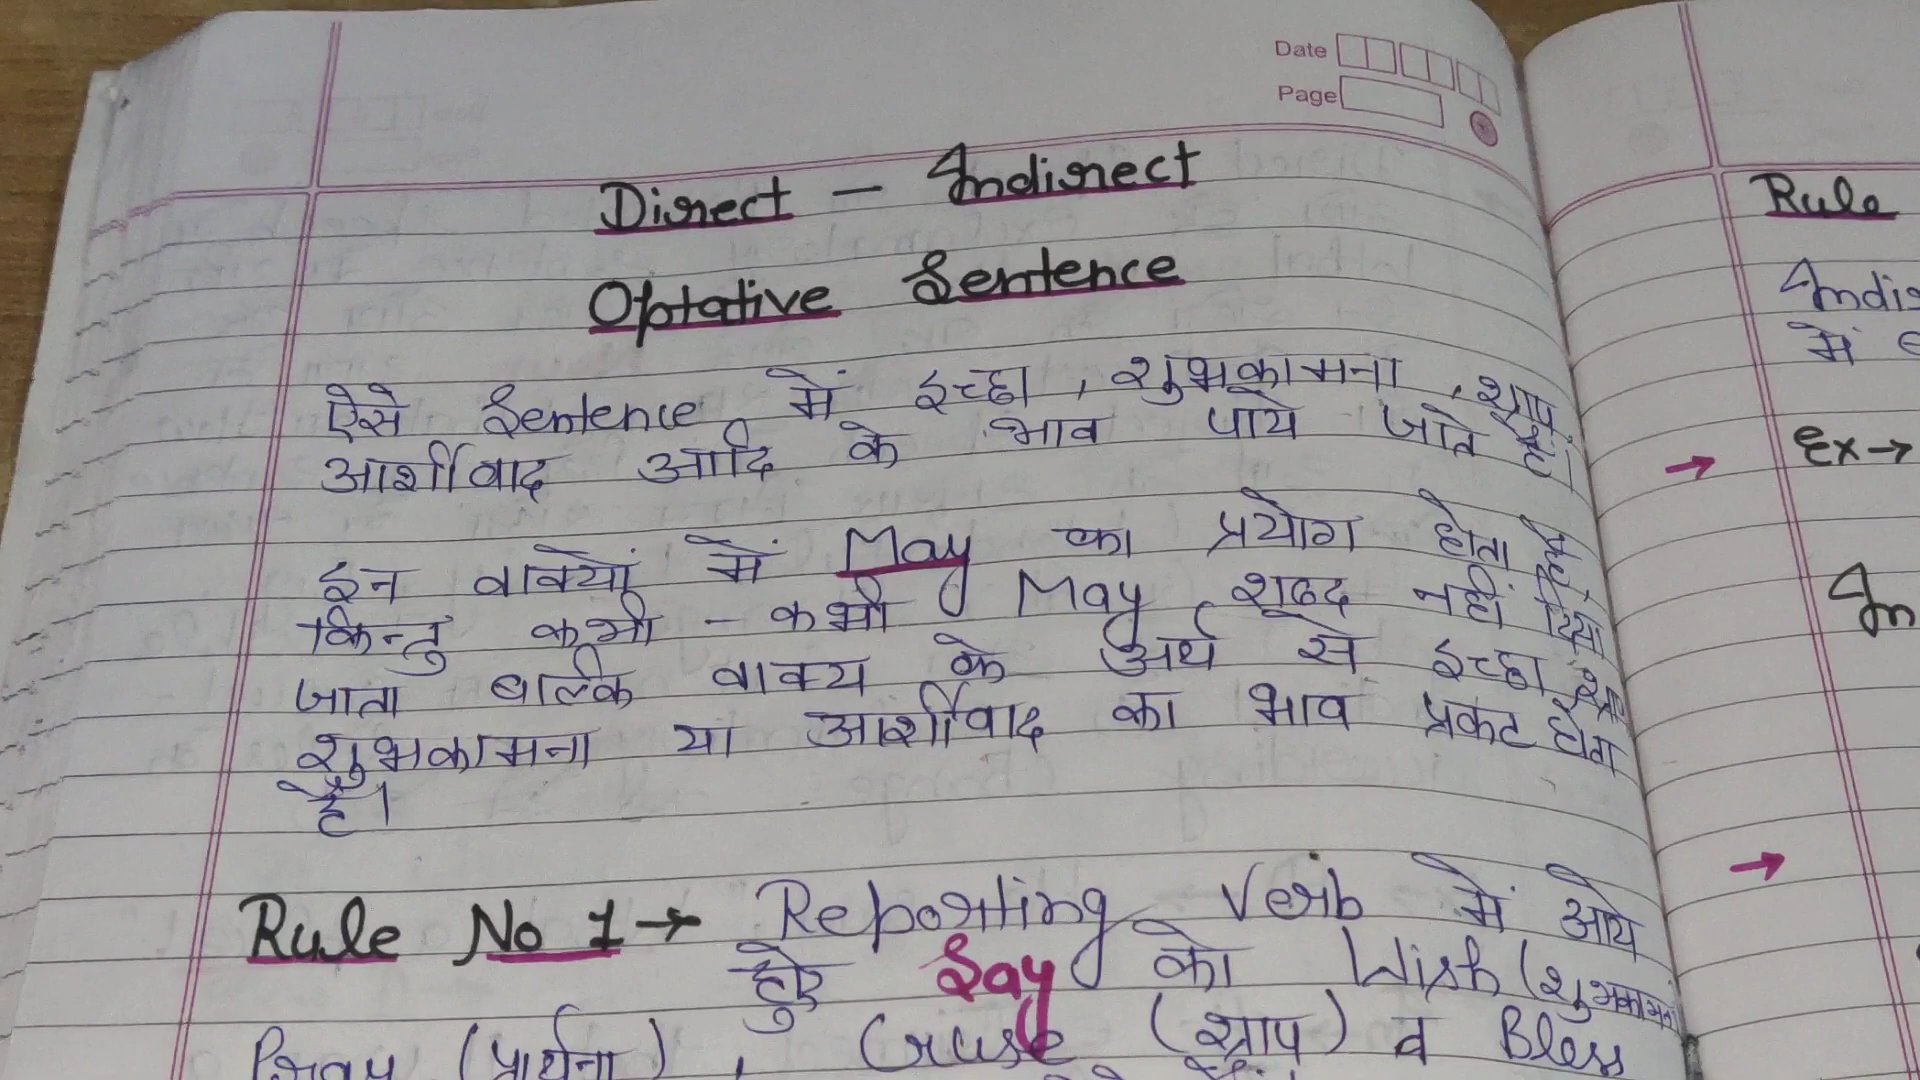 Date
Page
Direct - Indirect
Optative Sentence
ऐसे Sentence में इच्छा, शुभकामना, श्राप
आर्शीवाद आदि के भाव पाये जाते हैं।
इन वाक्यों में May का प्रयोग होता है,
किन्तु कभी - कभी May शब्द नहीं दिया
जाता बल्कि वाक्य के अर्थ से इच्छा, श्राप
शुभकामना या आर्शीवाद का भाव प्रकट होता
है।
Rule No 1 → Reporting Verb में आये
हुए Say को Wish (शुभकामना
Pray (प्रार्थना), Cruse (श्राप) व Bless
Rule
में
Ex →